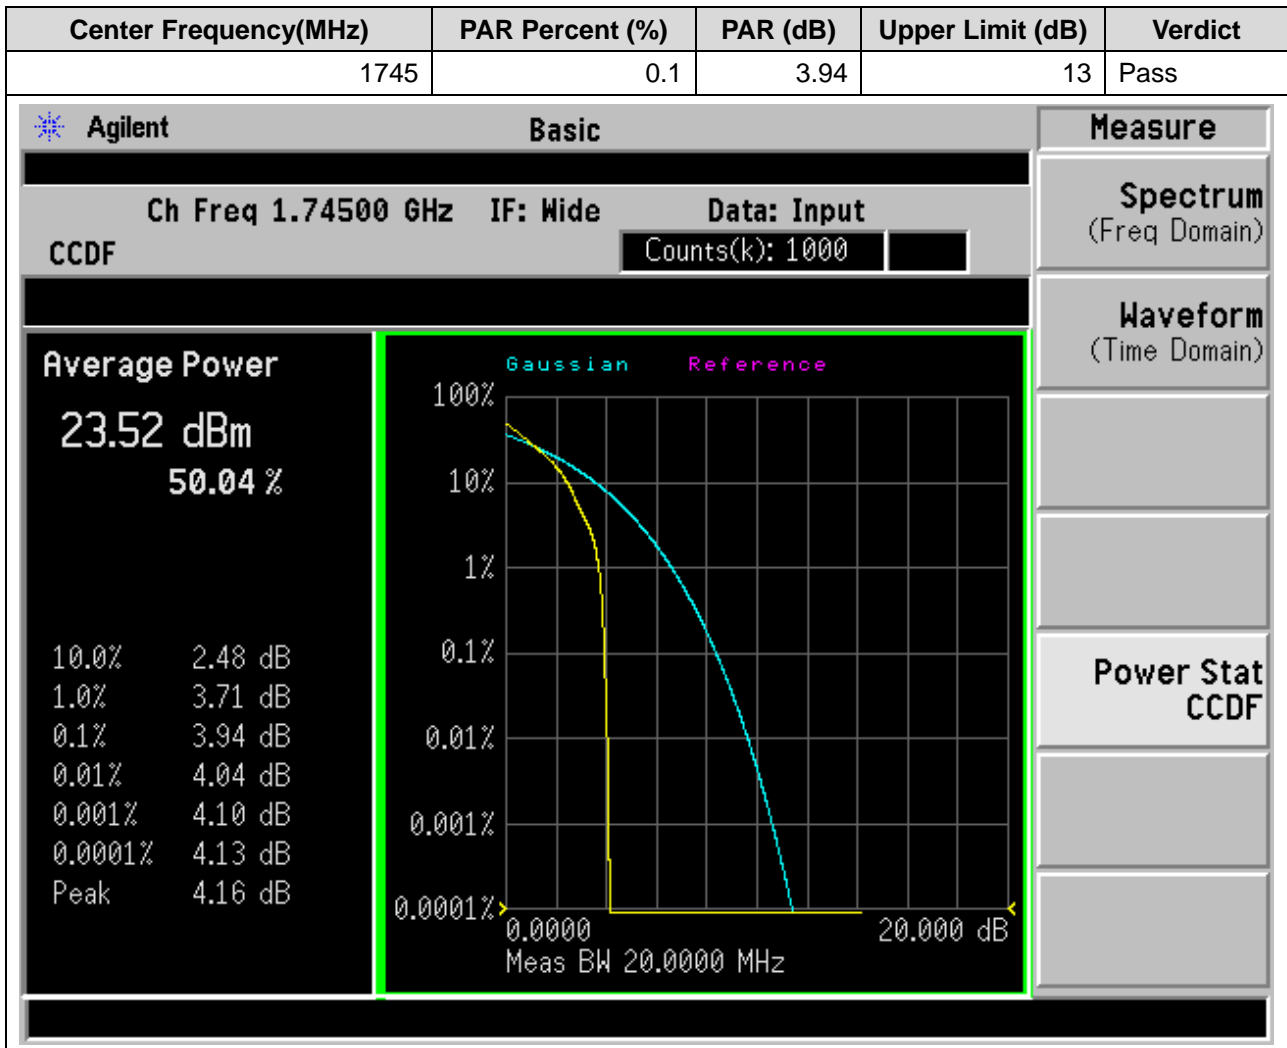 Center Frequency(MHz) PAR Percent (%) PAR (dB) Upper Limit (dB) Verdict
1745 0.1 3.94 13 Pass
Agilent Basic Measure
Ch Freq 1.74500 GHz IF: Wide Data: Input
CCDF Counts(k): 1000
Spectrum
(Freq Domain)
Waveform
(Time Domain)
Power Stat
CCDF
Average Power
23.52 dBm
50.04 %
10.0% 2.48 dB
1.0% 3.71 dB
0.1% 3.94 dB
0.01% 4.04 dB
0.001% 4.10 dB
0.0001% 4.13 dB
Peak 4.16 dB
Gaussian Reference
100%
10%
1%
0.1%
0.01%
0.001%
0.0001%
0.0000 20.000 dB
Meas BW 20.0000 MHz